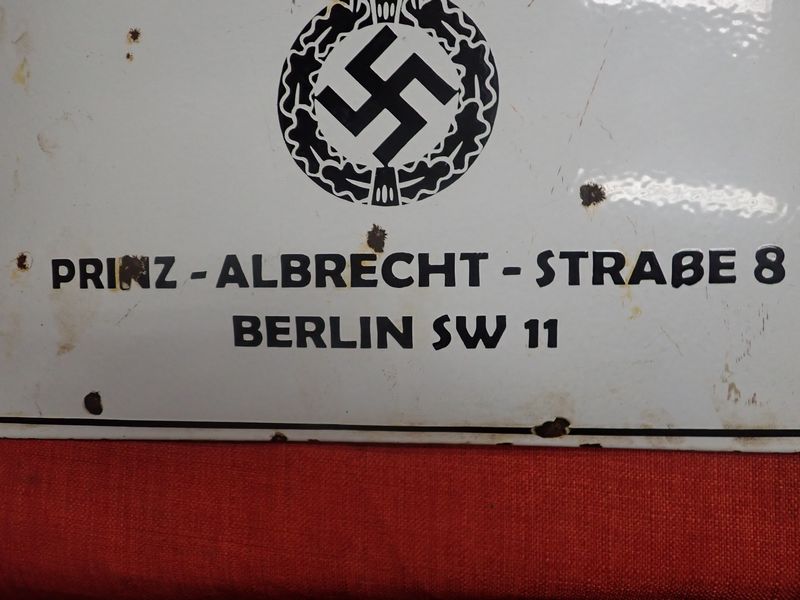 PRINZ - ALBRECHT - STRAßE 8
BERLIN SW 11